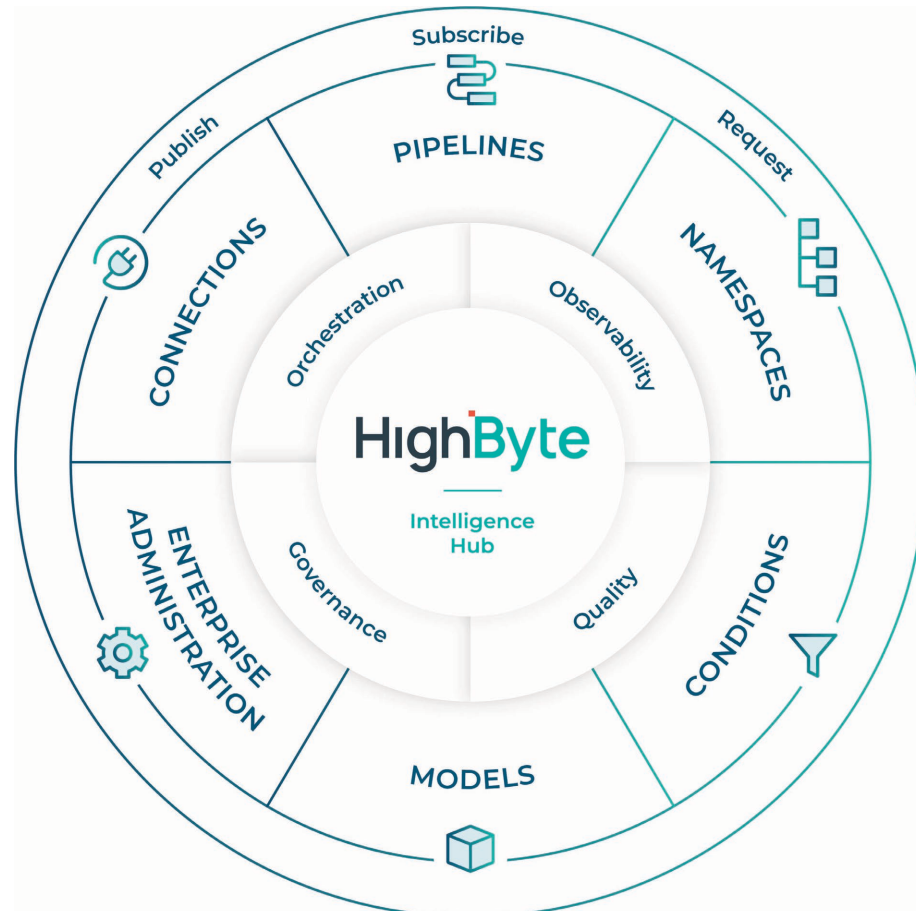 Subscribe
Publish
Request
PIPELINES
CONNECTIONS
NAMESPACES
Orchestration
Observability
HighByte
Intelligence
Hub
Governance
Quality
ENTERPRISE
ADMINISTRATION
CONDITIONS
MODELS